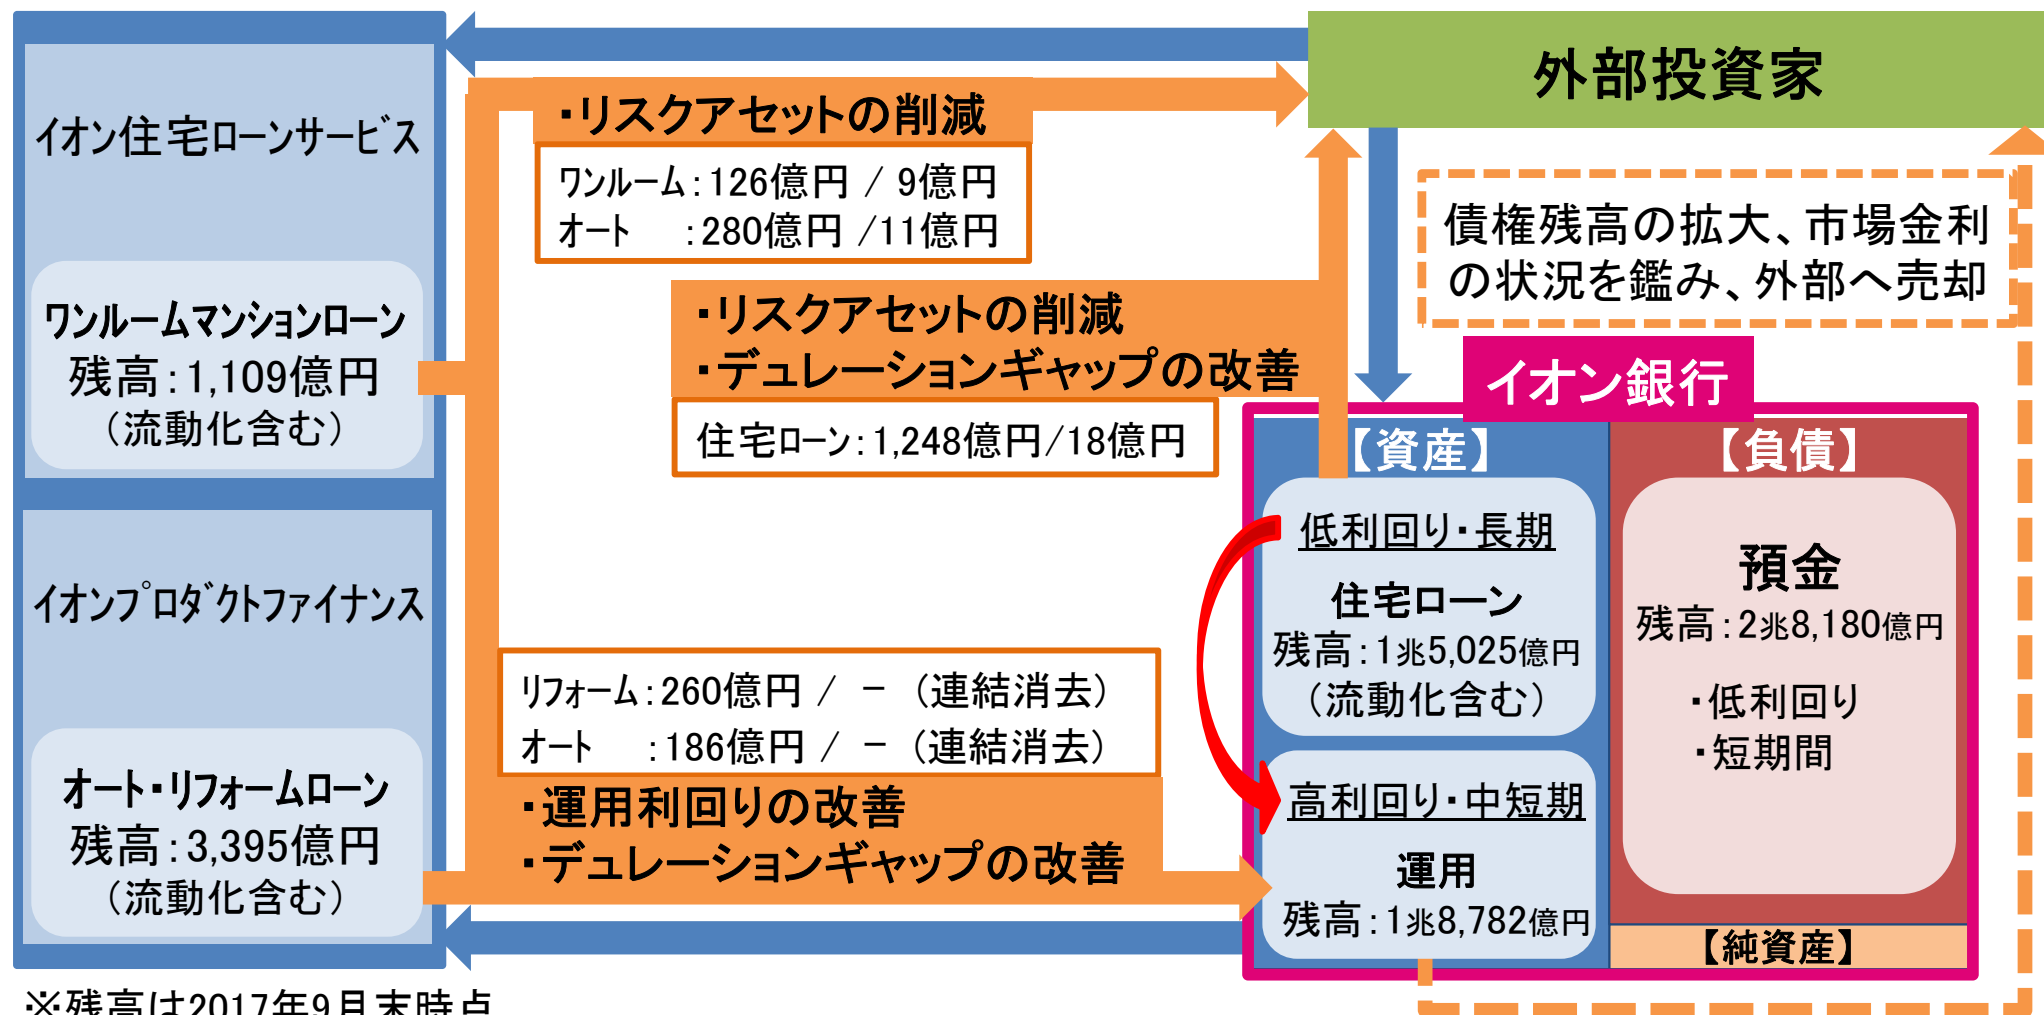 外部投資家
イオン住宅ローンサービス
ワンルームマンションローン
残高：1,109億円
（流動化含む）
イオンプロダクトファイナンス
オート・リフォームローン
残高：3,395億円
（流動化含む）
・リスクアセットの削減
ワンルーム：126億円 / 9億円
オート　：280億円 /11億円
・リスクアセットの削減
・デュレーションギャップの改善
住宅ローン：1,248億円/18億円
債権残高の拡大、市場金利
の状況を鑑み、外部へ売却
リフォーム：260億円 / － （連結消去）
オート　：186億円 / － （連結消去）
・運用利回りの改善
・デュレーションギャップの改善
イオン銀行
【資産】
低利回り・長期
住宅ローン
残高：1兆5,025億円
（流動化含む）
高利回り・中短期
運用
残高：1兆8,782億円
【負債】
預金
残高：2兆8,180億円
・低利回り
・短期間
【純資産】
※残高は2017年9月末時点